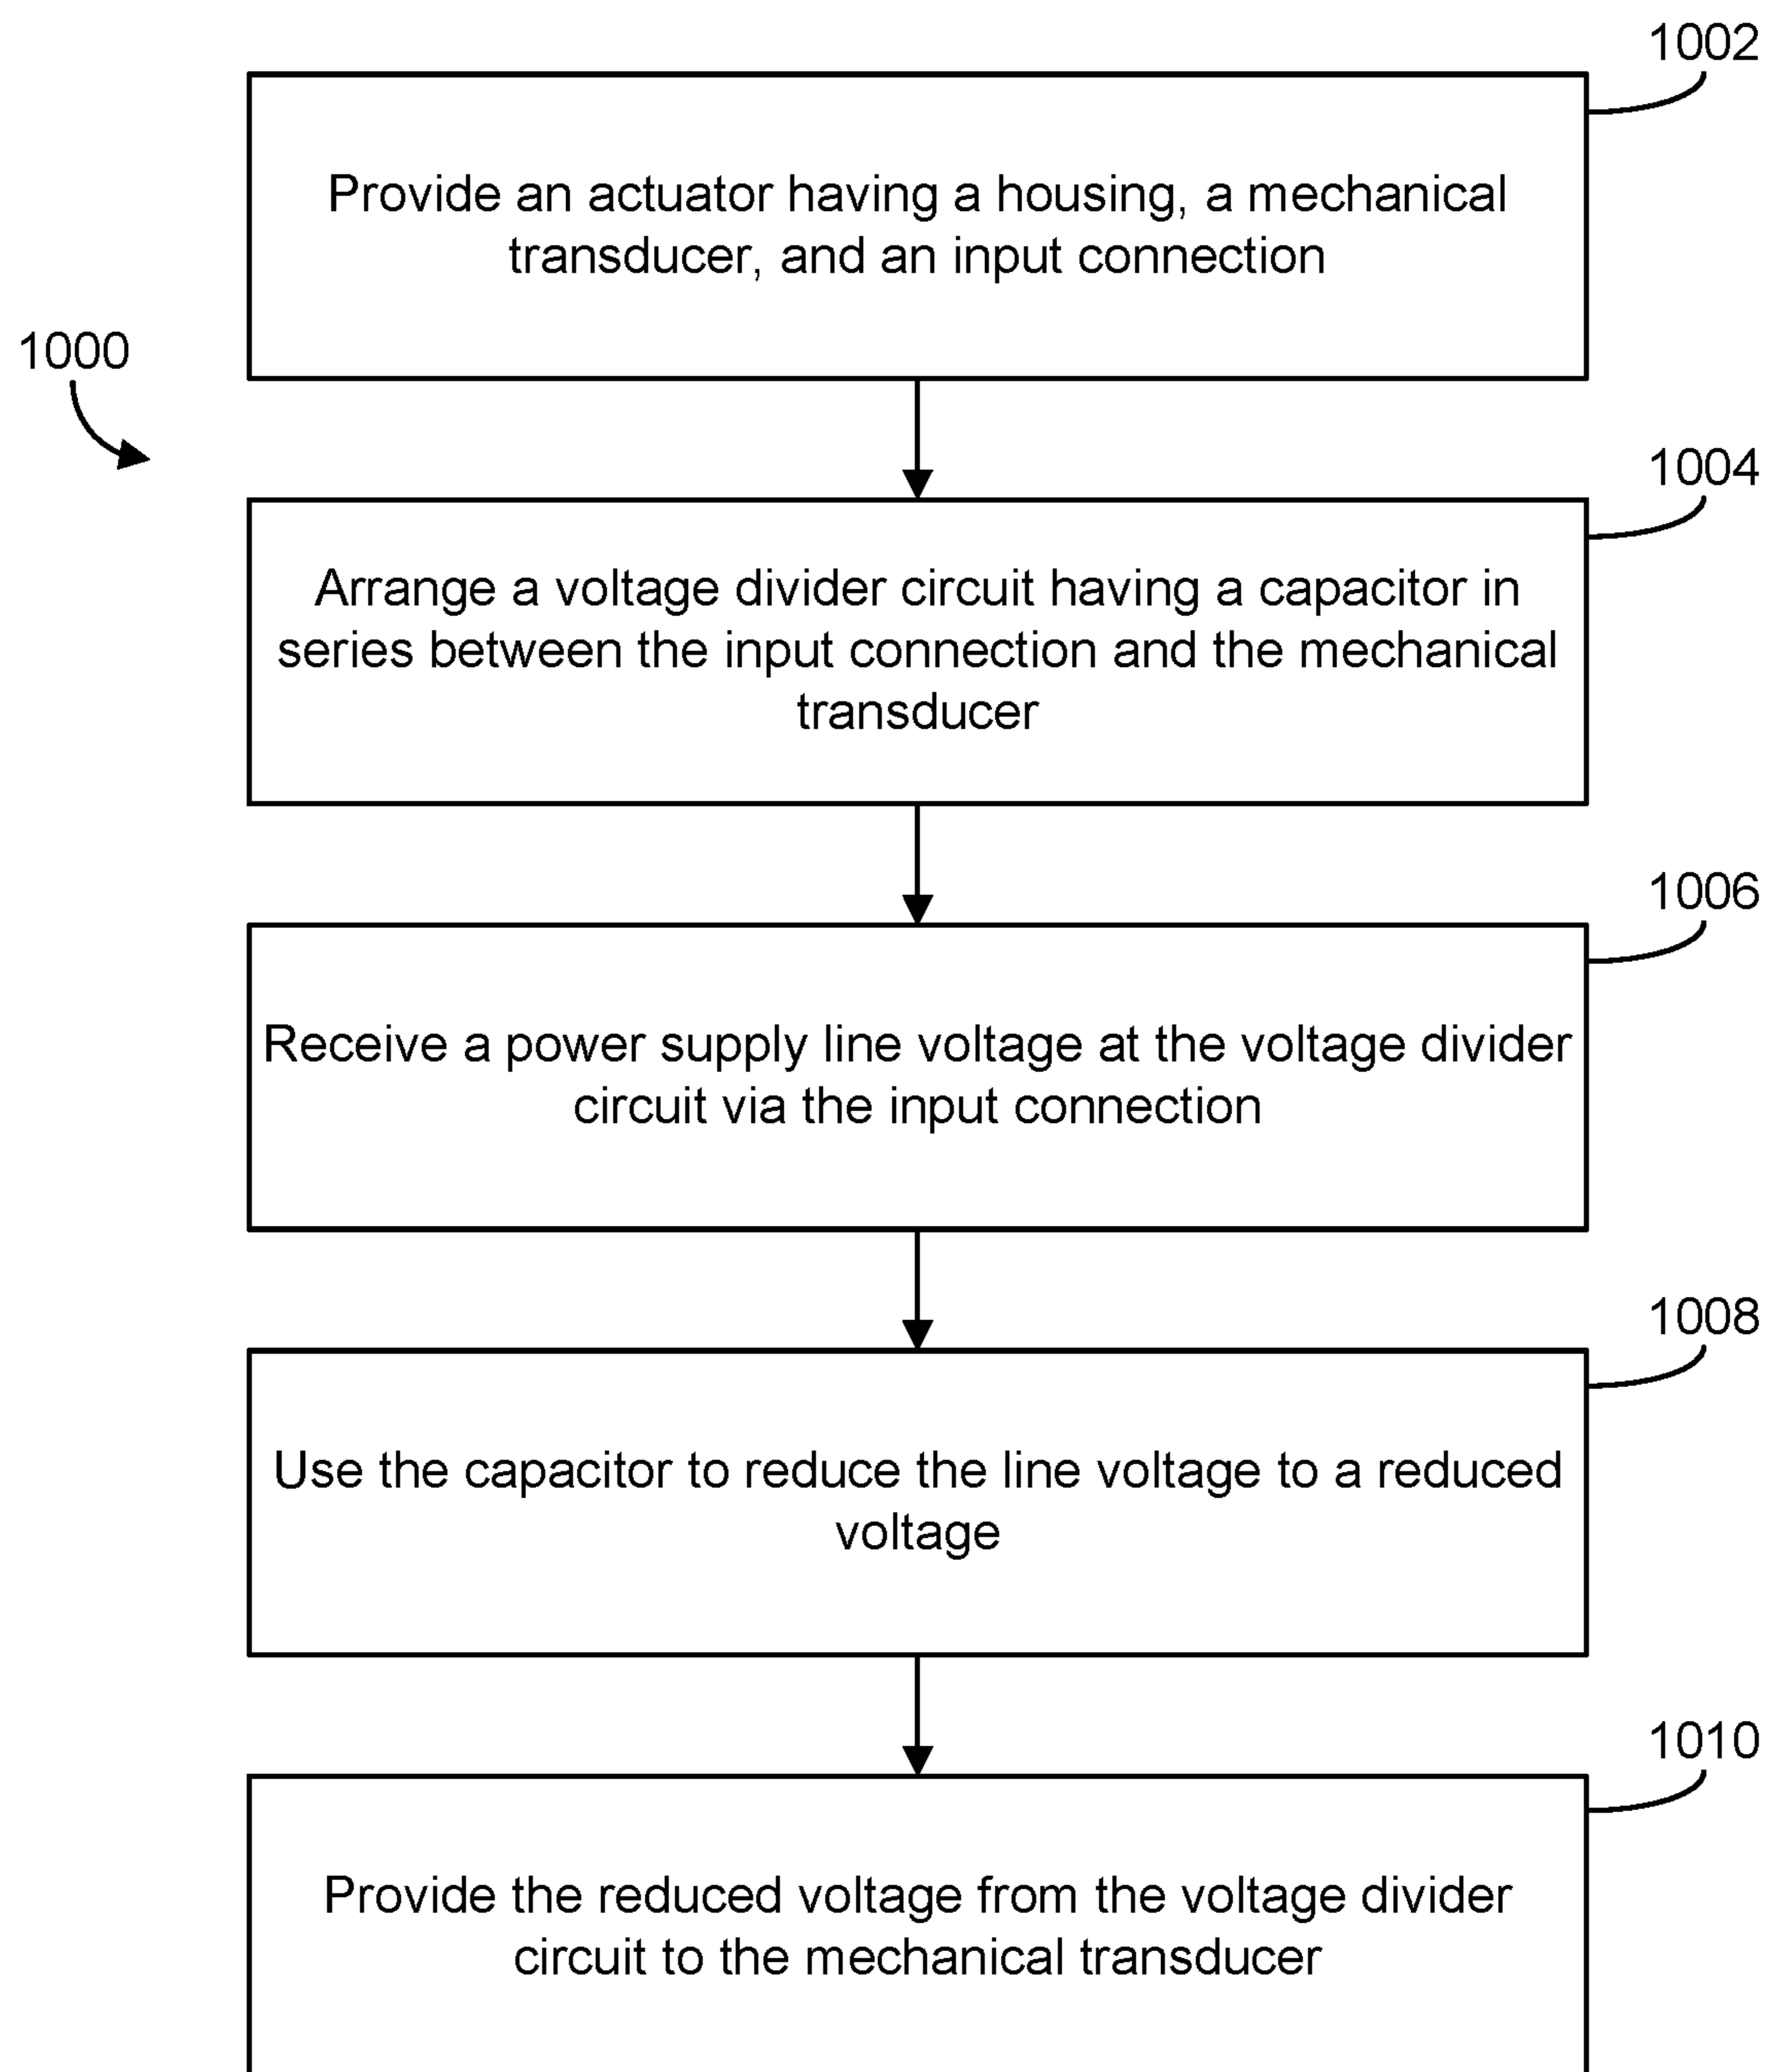 1002
Provide an actuator having a housing, a mechanical
transducer, and an input connection
1000
1004
Arrange a voltage divider circuit having a capacitor in
series between the input connection and the mechanical
transducer
1006
Receive a power supply line voltage at the voltage divider
circuit via the input connection
1008
Use the capacitor to reduce the line voltage to a reduced
voltage
1010
Provide the reduced voltage from the voltage divider
circuit to the mechanical transducer